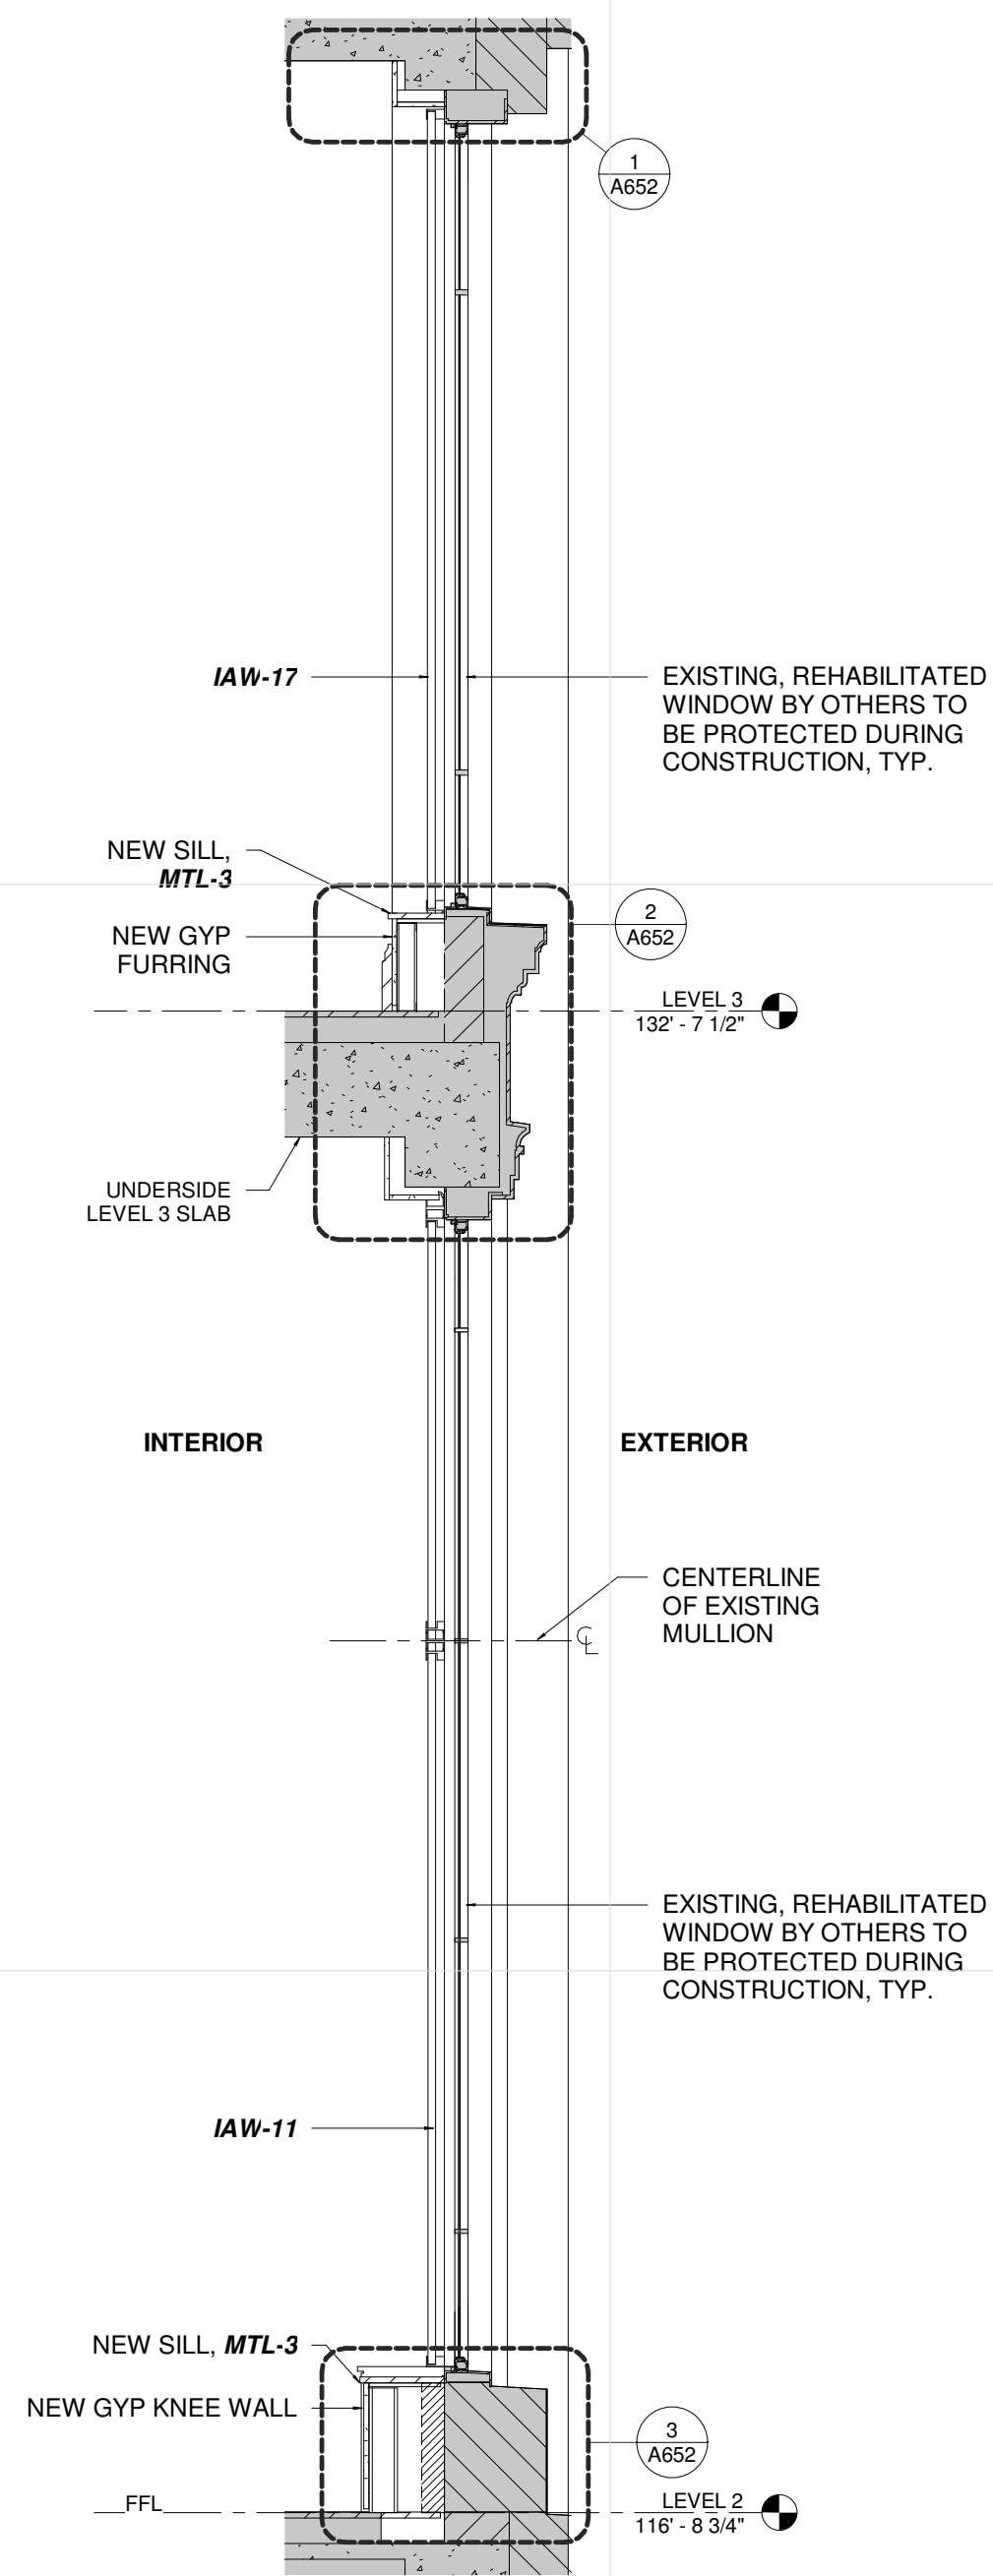 1
A652
IAW-17
EXISTING, REHABILITATED
WINDOW BY OTHERS TO
BE PROTECTED DURING
CONSTRUCTION, TYP.
NEW SILL,
MTL-3
2
A652
NEW GYP
FURRING
LEVEL 3
132' - 7 1/2"
UNDERSIDE
LEVEL 3 SLAB
INTERIOR
EXTERIOR
CENTERLINE
OF EXISTING
MULLION
CL
EXISTING, REHABILITATED
WINDOW BY OTHERS TO
BE PROTECTED DURING
CONSTRUCTION, TYP.
IAW-11
NEW SILL, MTL-3
NEW GYP KNEE WALL
3
A652
FFL
LEVEL 2
116' - 8 3/4"